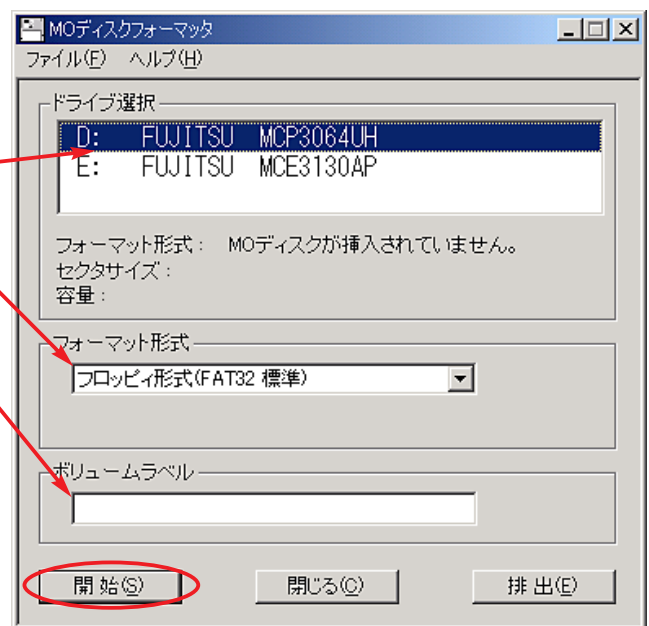 MOディスクフォーマッタ
ファイル(F) ヘルプ(H)
ドライブ選択
D: FUJITSU MCP3064UH
E: FUJITSU MCE3130AP
フォーマット形式： MOディスクが挿入されていません。
セクタサイズ：
容量：
フォーマット形式
フロッピィ形式(FAT32 標準)
ボリュームラベル
開 始(S) 閉じる(C) 排 出(E)